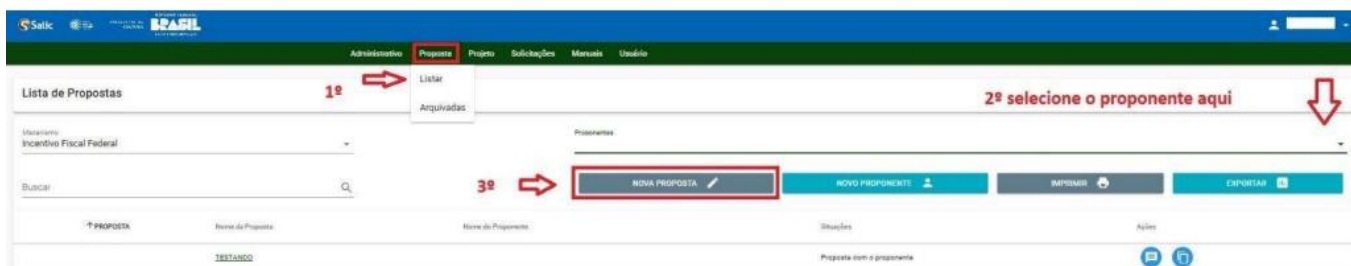 Salic
BRASIL
Administrativo Proposta Projeto Solicitações Manuais Usuário
1º
Listar
Arquivadas
Lista de Propostas
2º selecione o proponente aqui
Mecanismo
Incentivo Fiscal Federal
Proponentes
Buscar
3º
NOVA PROPOSTA
NOVO PROPONENTE
IMPRIMIR
EXPORTAR
PROPOSTA Nome da Proposta Nome do Proponente Situações Ações
TESTANDO Proposta com o proponente